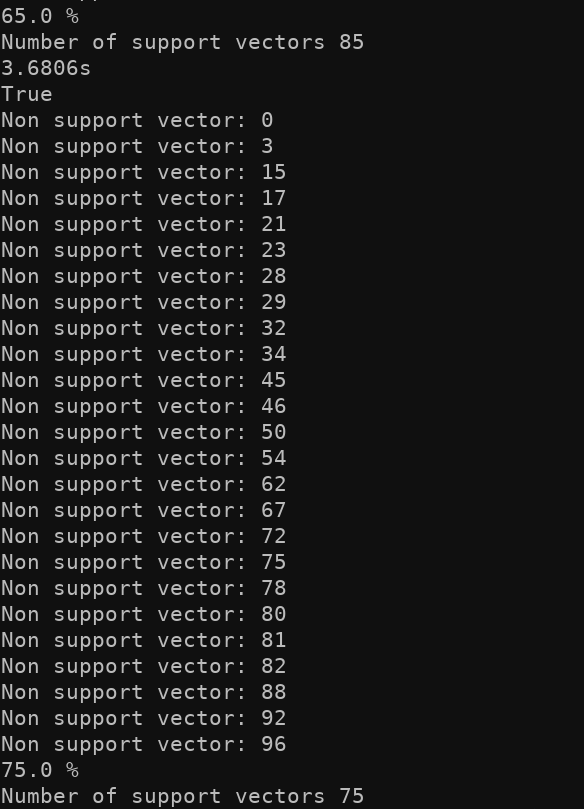 65.0 %
Number of support vectors 85
3.6806s
True
Non support vector: 0
Non support vector: 3
Non support vector: 15
Non support vector: 17
Non support vector: 21
Non support vector: 23
Non support vector: 28
Non support vector: 29
Non support vector: 32
Non support vector: 34
Non support vector: 45
Non support vector: 46
Non support vector: 50
Non support vector: 54
Non support vector: 62
Non support vector: 67
Non support vector: 72
Non support vector: 75
Non support vector: 78
Non support vector: 80
Non support vector: 81
Non support vector: 82
Non support vector: 88
Non support vector: 92
Non support vector: 96
75.0 %
Number of support vectors 75